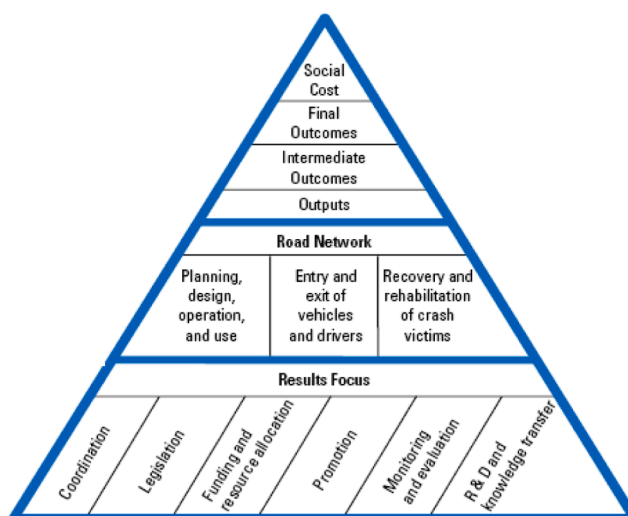 Social
Cost
Final
Outcomes
Intermediate
Outcomes
Outputs
Road Network
Planning,
design,
operation,
and use
Entry and
exit of
vehicles
and drivers
Recovery and
rehabilitation
of crash
victims
Results Focus
Coordination
Legislation
Funding and
resource allocation
Promotion
Monitoring
and evaluation
R & D and
knowledge transfer